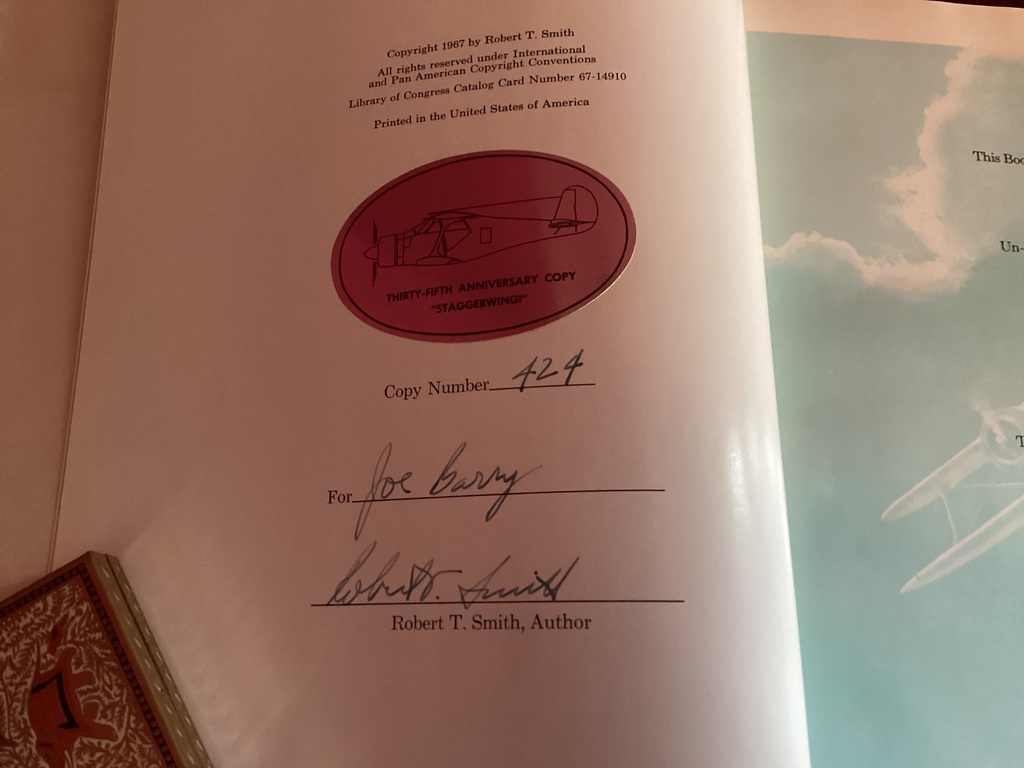 Copyright 1967 by Robert T. Smith
All rights reserved under International
and Pan American Copyright Conventions
Library of Congress Catalog Card Number 67-14910
Printed in the United States of America
THIRTY-FIFTH ANNIVERSARY COPY
"STAGGERWING!"
Copy Number 424
For Joe Barry
Robert T. Smith
Robert T. Smith, Author
This Boo
Un-
T
7